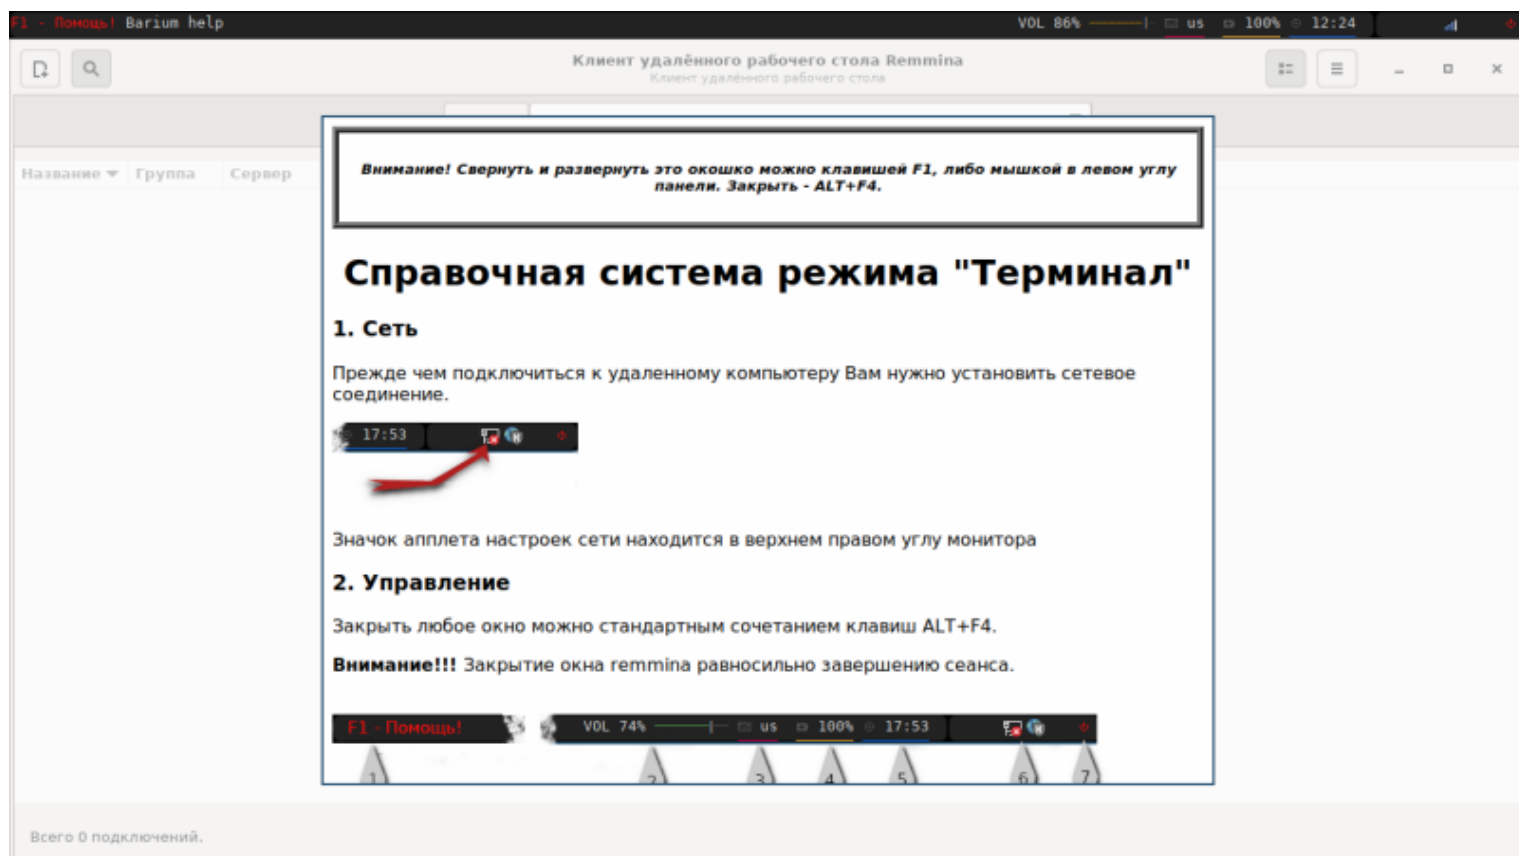 F1 - Помощь! Barium help VOL 86% us 100% 12:24
Клиент удалённого рабочего стола Remmina
Клиент удалённого рабочего стола
Название Группа Сервер
Внимание! Свернуть и развернуть это окошко можно клавишей F1, либо мышкой в левом углу
панели. Закрыть - ALT+F4.
Справочная система режима "Терминал"
1. Сеть
Прежде чем подключиться к удаленному компьютеру Вам нужно установить сетевое
соединение.
17:53
Значок апплета настроек сети находится в верхнем правом углу монитора
2. Управление
Закрыть любое окно можно стандартным сочетанием клавиш ALT+F4.
Внимание!!! Закрытие окна remmina равносильно завершению сеанса.
F1 - Помощь! VOL 74% us 100% 17:53
1 2 3 4 5 6 7
Всего 0 подключений.